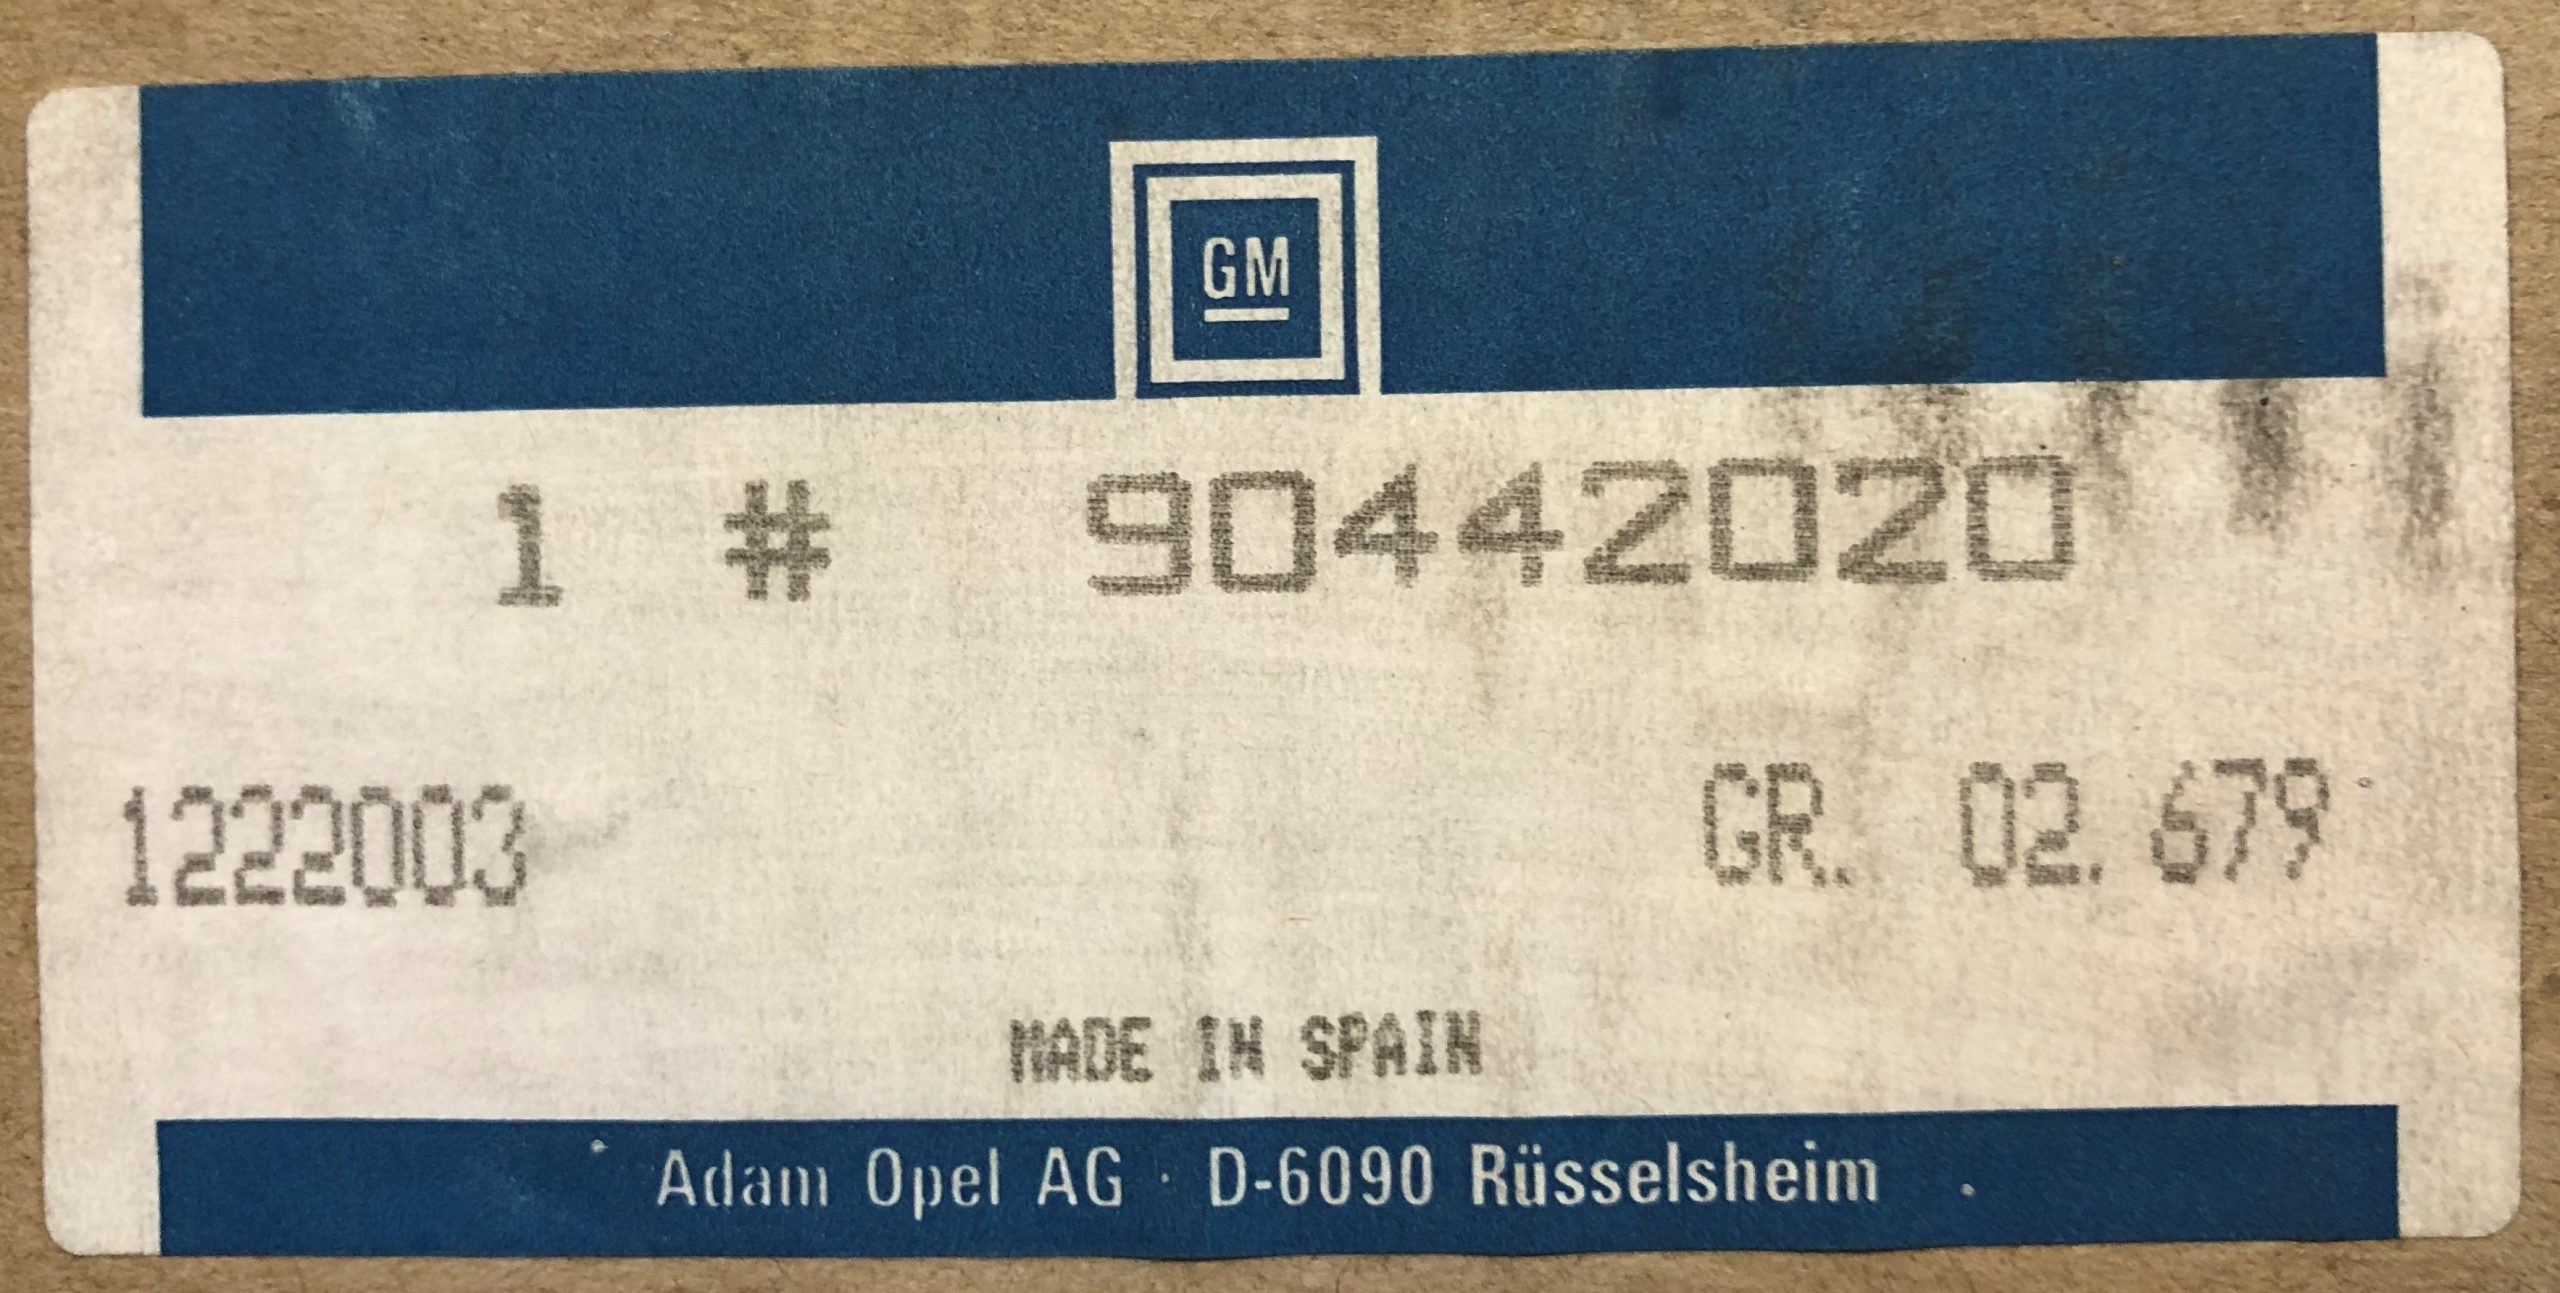 GM
1 # 90442020
1222003 GR. 02.679
MADE IN SPAIN
Adam Opel AG · D-6090 Rüsselsheim